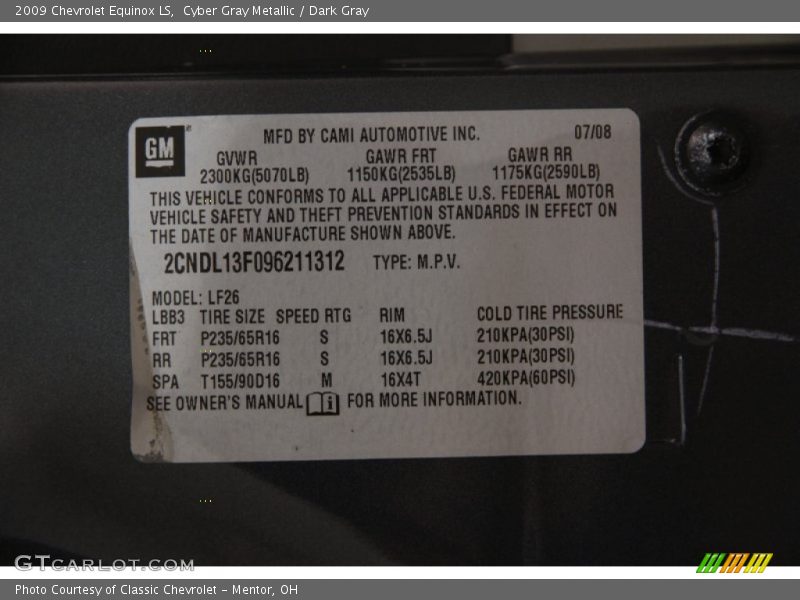 2009 Chevrolet Equinox LS, Cyber Gray Metallic / Dark Gray
GM
MFD BY CAMI AUTOMOTIVE INC. 07/08
GVWR GAWR FRT GAWR RR
2300KG(5070LB) 1150KG(2535LB) 1175KG(2590LB)
THIS VEHICLE CONFORMS TO ALL APPLICABLE U.S. FEDERAL MOTOR
VEHICLE SAFETY AND THEFT PREVENTION STANDARDS IN EFFECT ON
THE DATE OF MANUFACTURE SHOWN ABOVE.
2CNDL13F096211312 TYPE: M.P.V.
MODEL: LF26
LBB3 TIRE SIZE SPEED RTG RIM COLD TIRE PRESSURE
FRT P235/65R16 S 16X6.5J 210KPA(30PSI)
RR P235/65R16 S 16X6.5J 210KPA(30PSI)
SPA T155/90D16 M 16X4T 420KPA(60PSI)
SEE OWNER'S MANUAL i FOR MORE INFORMATION.
GTCARLOT.COM
Photo Courtesy of Classic Chevrolet - Mentor, OH